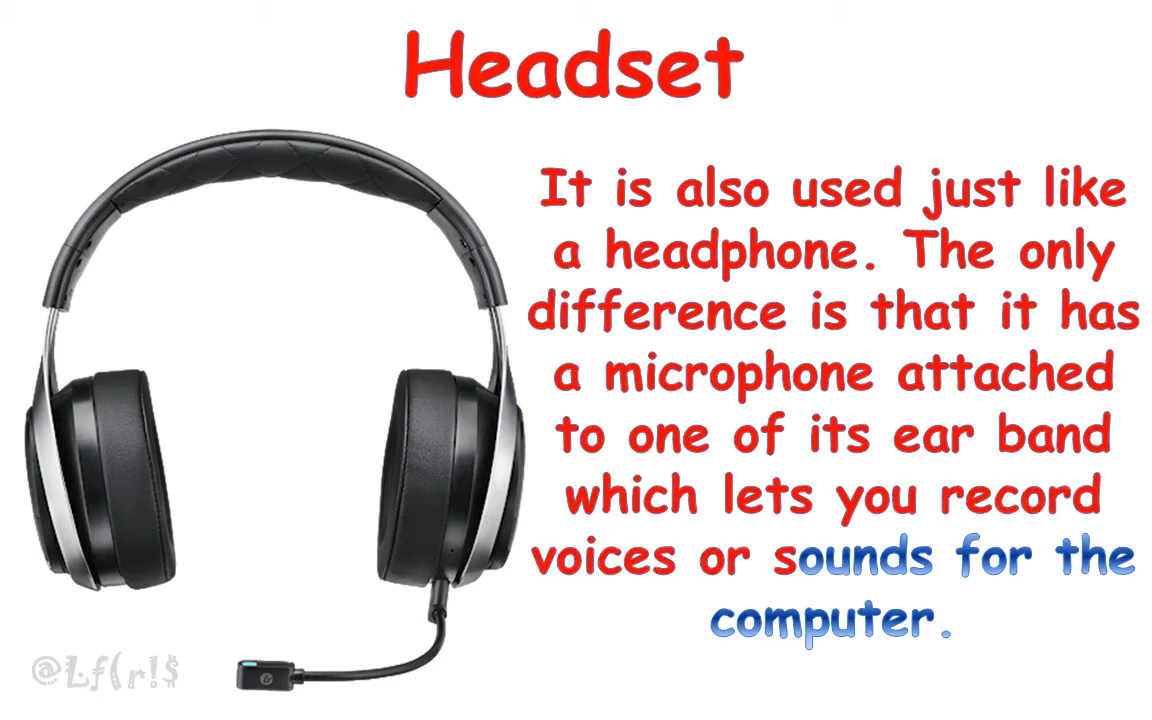 Headset
It is also used just like
a headphone. The only
difference is that it has
a microphone attached
to one of its ear band
which lets you record
voices or sounds for the
computer.
@Lf(r!$